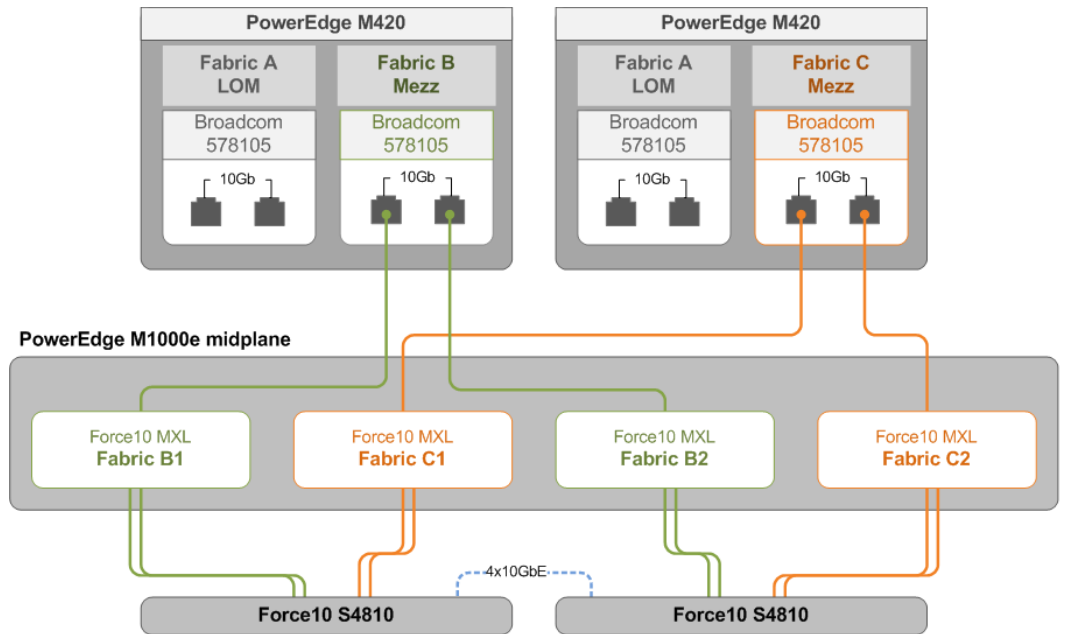 PowerEdge M420
PowerEdge M420
Fabric A
LOM
Fabric B
Mezz
Fabric A
LOM
Fabric C
Mezz
Broadcom
578105
Broadcom
578105
Broadcom
578105
Broadcom
578105
10Gb
10Gb
10Gb
10Gb
PowerEdge M1000e midplane
Force10 MXL
Fabric B1
Force10 MXL
Fabric C1
Force10 MXL
Fabric B2
Force10 MXL
Fabric C2
4x10GbE
Force10 S4810
Force10 S4810